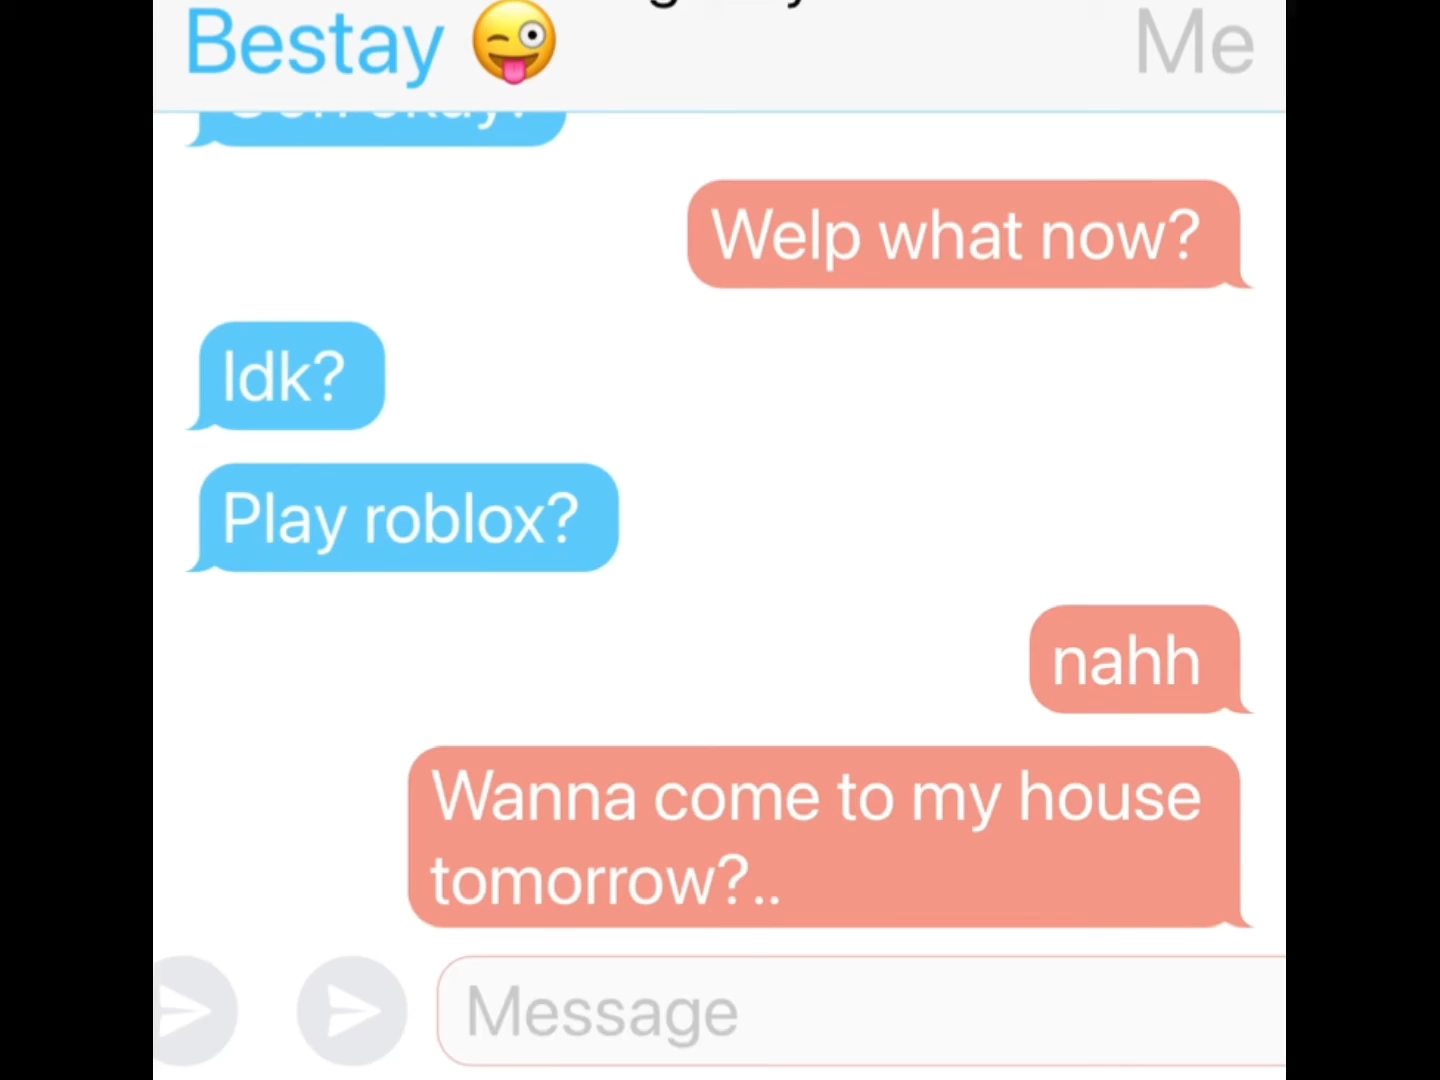 Bestay 😜 Me
Welp what now?
Idk?
Play roblox?
nahh
Wanna come to my house
tomorrow?..
Message